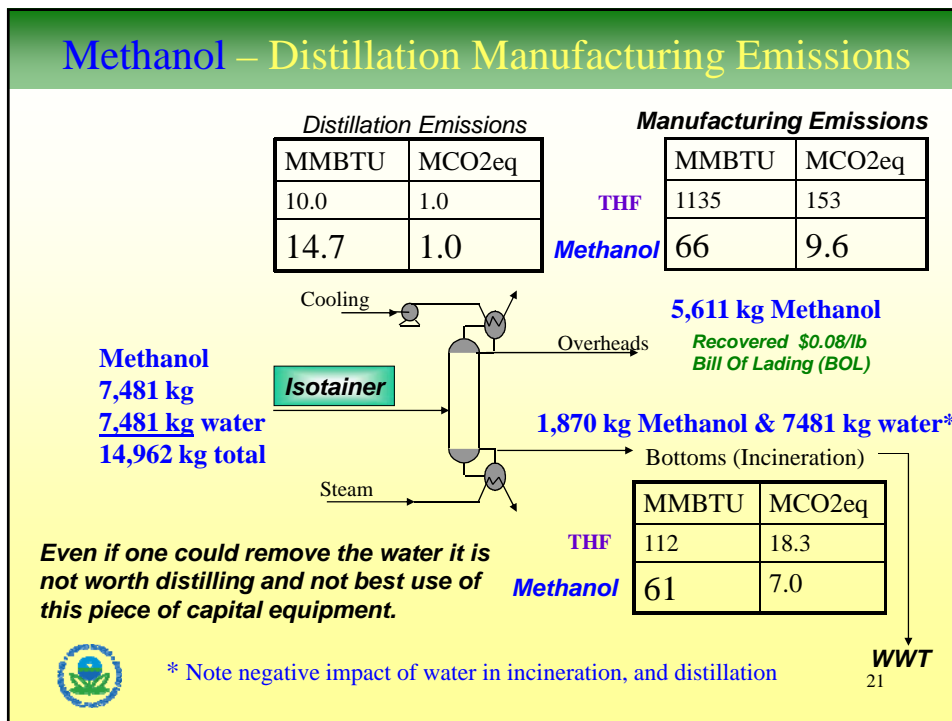 Methanol – Distillation Manufacturing Emissions
Distillation Emissions
MMBTU MCO2eq
10.0 1.0
14.7 1.0
Manufacturing Emissions
MMBTU MCO2eq
THF 1135 153
Methanol 66 9.6
Cooling
Overheads
5,611 kg Methanol
Recovered $0.08/lb
Bill Of Lading (BOL)
Methanol
7,481 kg
7,481 kg water
14,962 kg total
Isotainer
1,870 kg Methanol & 7481 kg water*
Bottoms (Incineration)
Steam
MMBTU MCO2eq
THF 112 18.3
Methanol 61 7.0
Even if one could remove the water it is
not worth distilling and not best use of
this piece of capital equipment.
* Note negative impact of water in incineration, and distillation
WWT
21